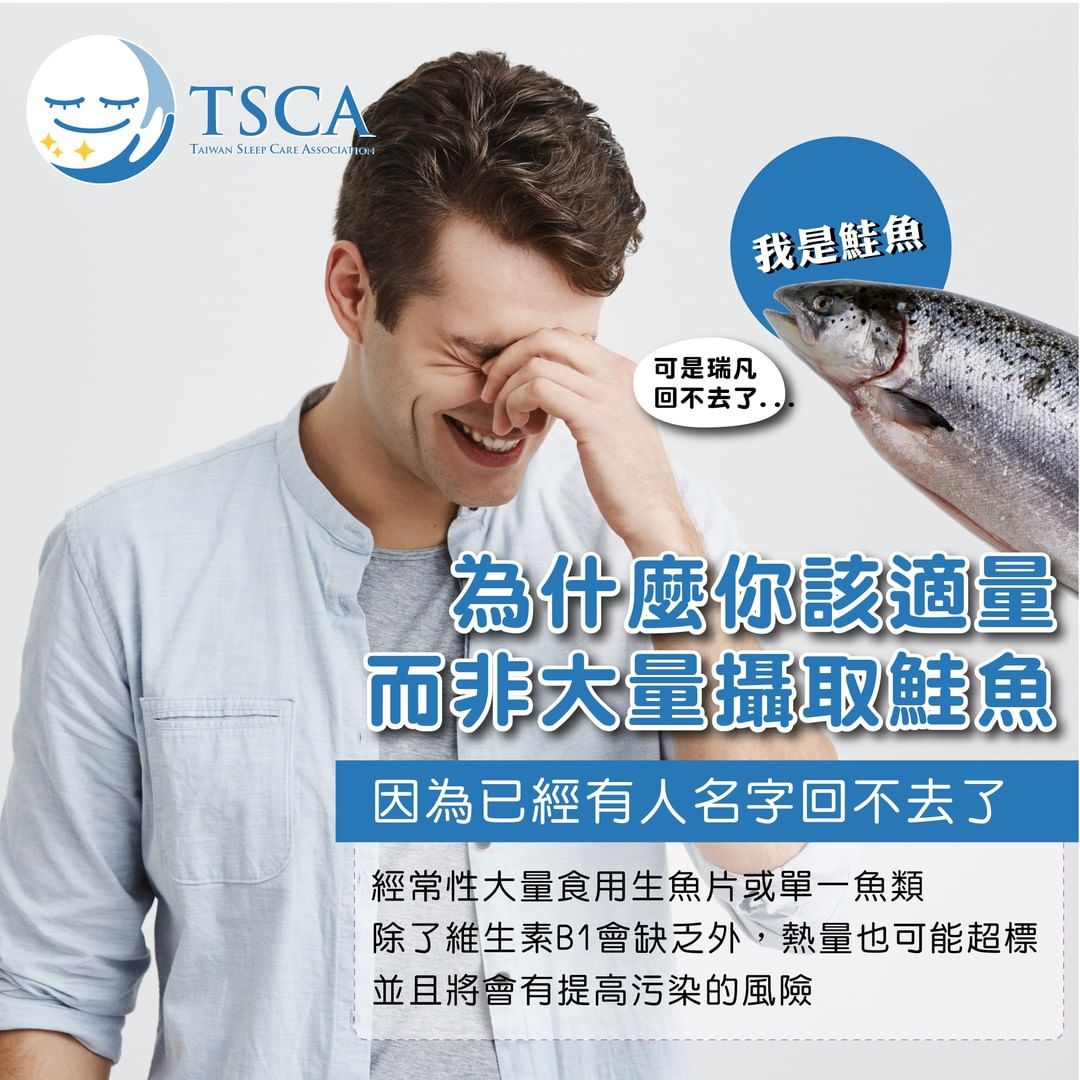 TSCA
TAIWAN SLEEP CARE ASSOCIATION
我是鮭魚
可是瑞凡
回不去了...
為什麼你該適量
而非大量攝取鮭魚
因為已經有人名字回不去了
經常性大量食用生魚片或單一魚類
除了維生素B1會缺乏外，熱量也可能超標
並且將會有提高污染的風險